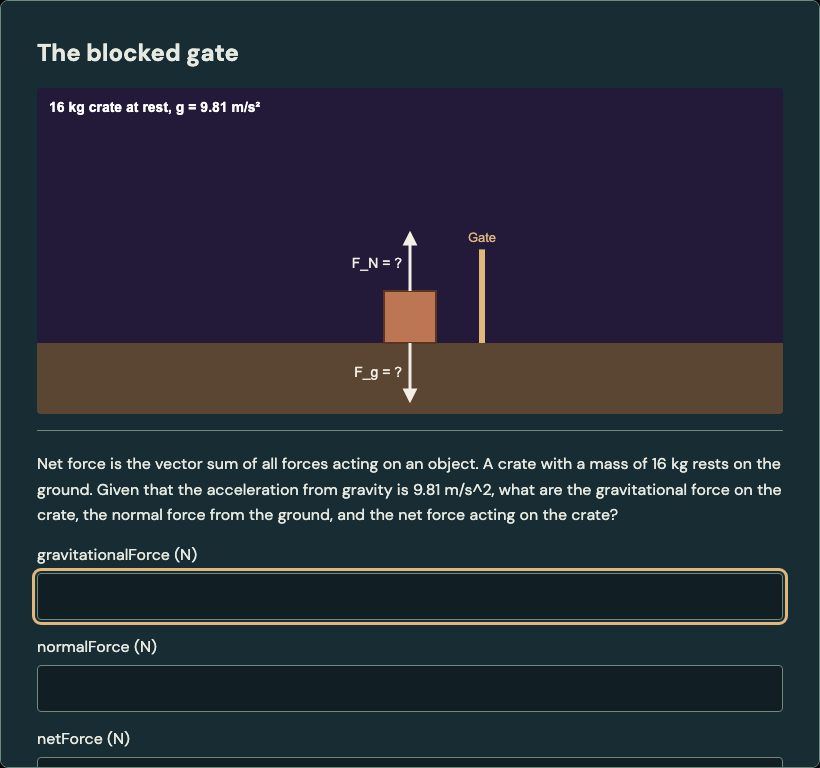 The blocked gate
16 kg crate at rest, g = 9.81 m/s²
Gate
F_N = ?
F_g = ?
Net force is the vector sum of all forces acting on an object. A crate with a mass of 16 kg rests on the
ground. Given that the acceleration from gravity is 9.81 m/s^2, what are the gravitational force on the
crate, the normal force from the ground, and the net force acting on the crate?
gravitationalForce (N)
normalForce (N)
netForce (N)